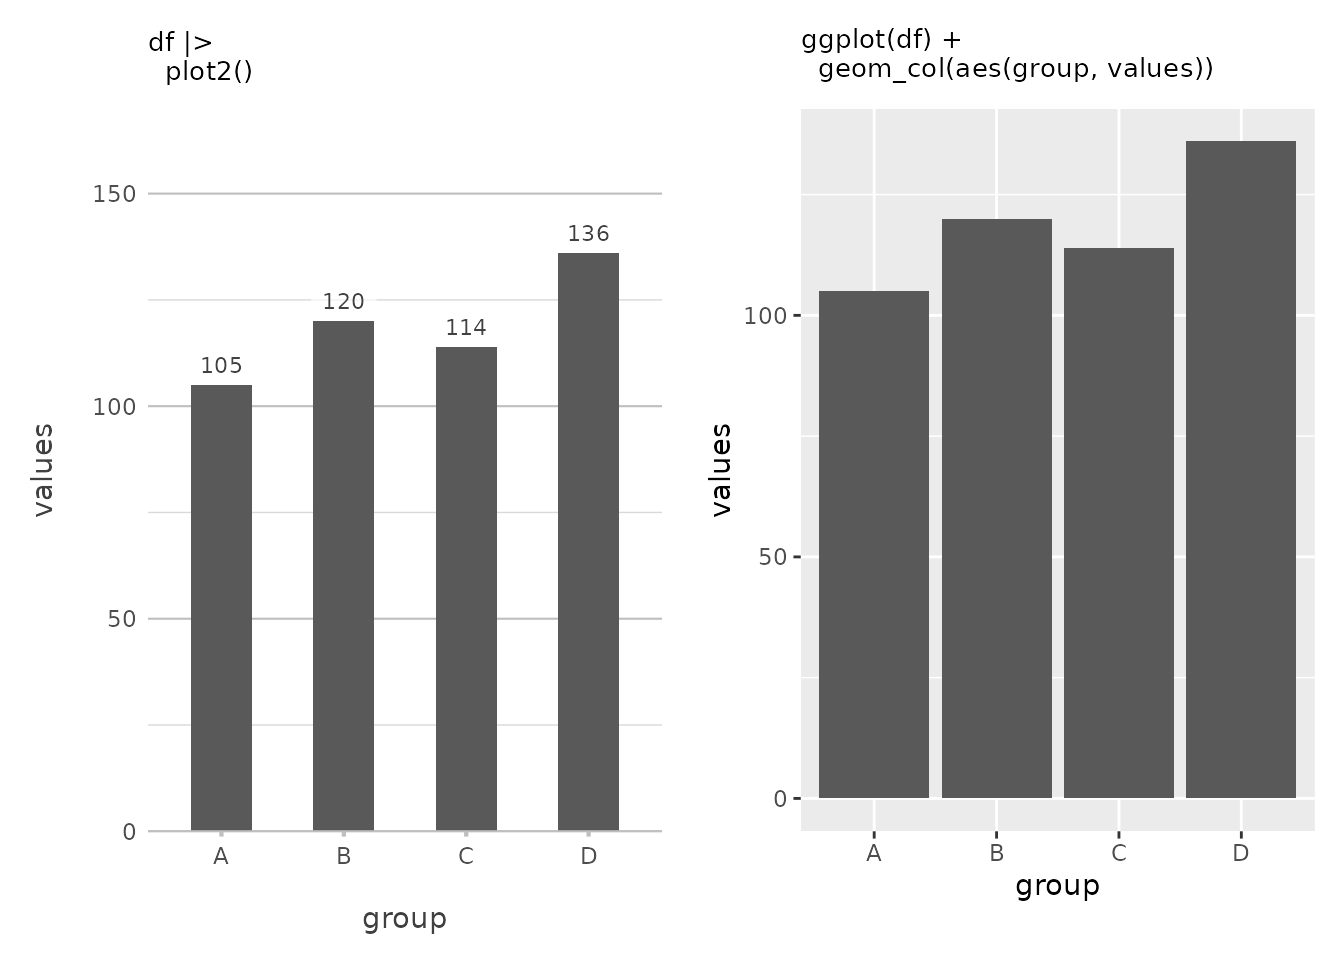 df |>
  plot2()
150
100
50
0
values
105
120
114
136
A B C D
group
ggplot(df) +
  geom_col(aes(group, values))
100
50
0
values
A B C D
group